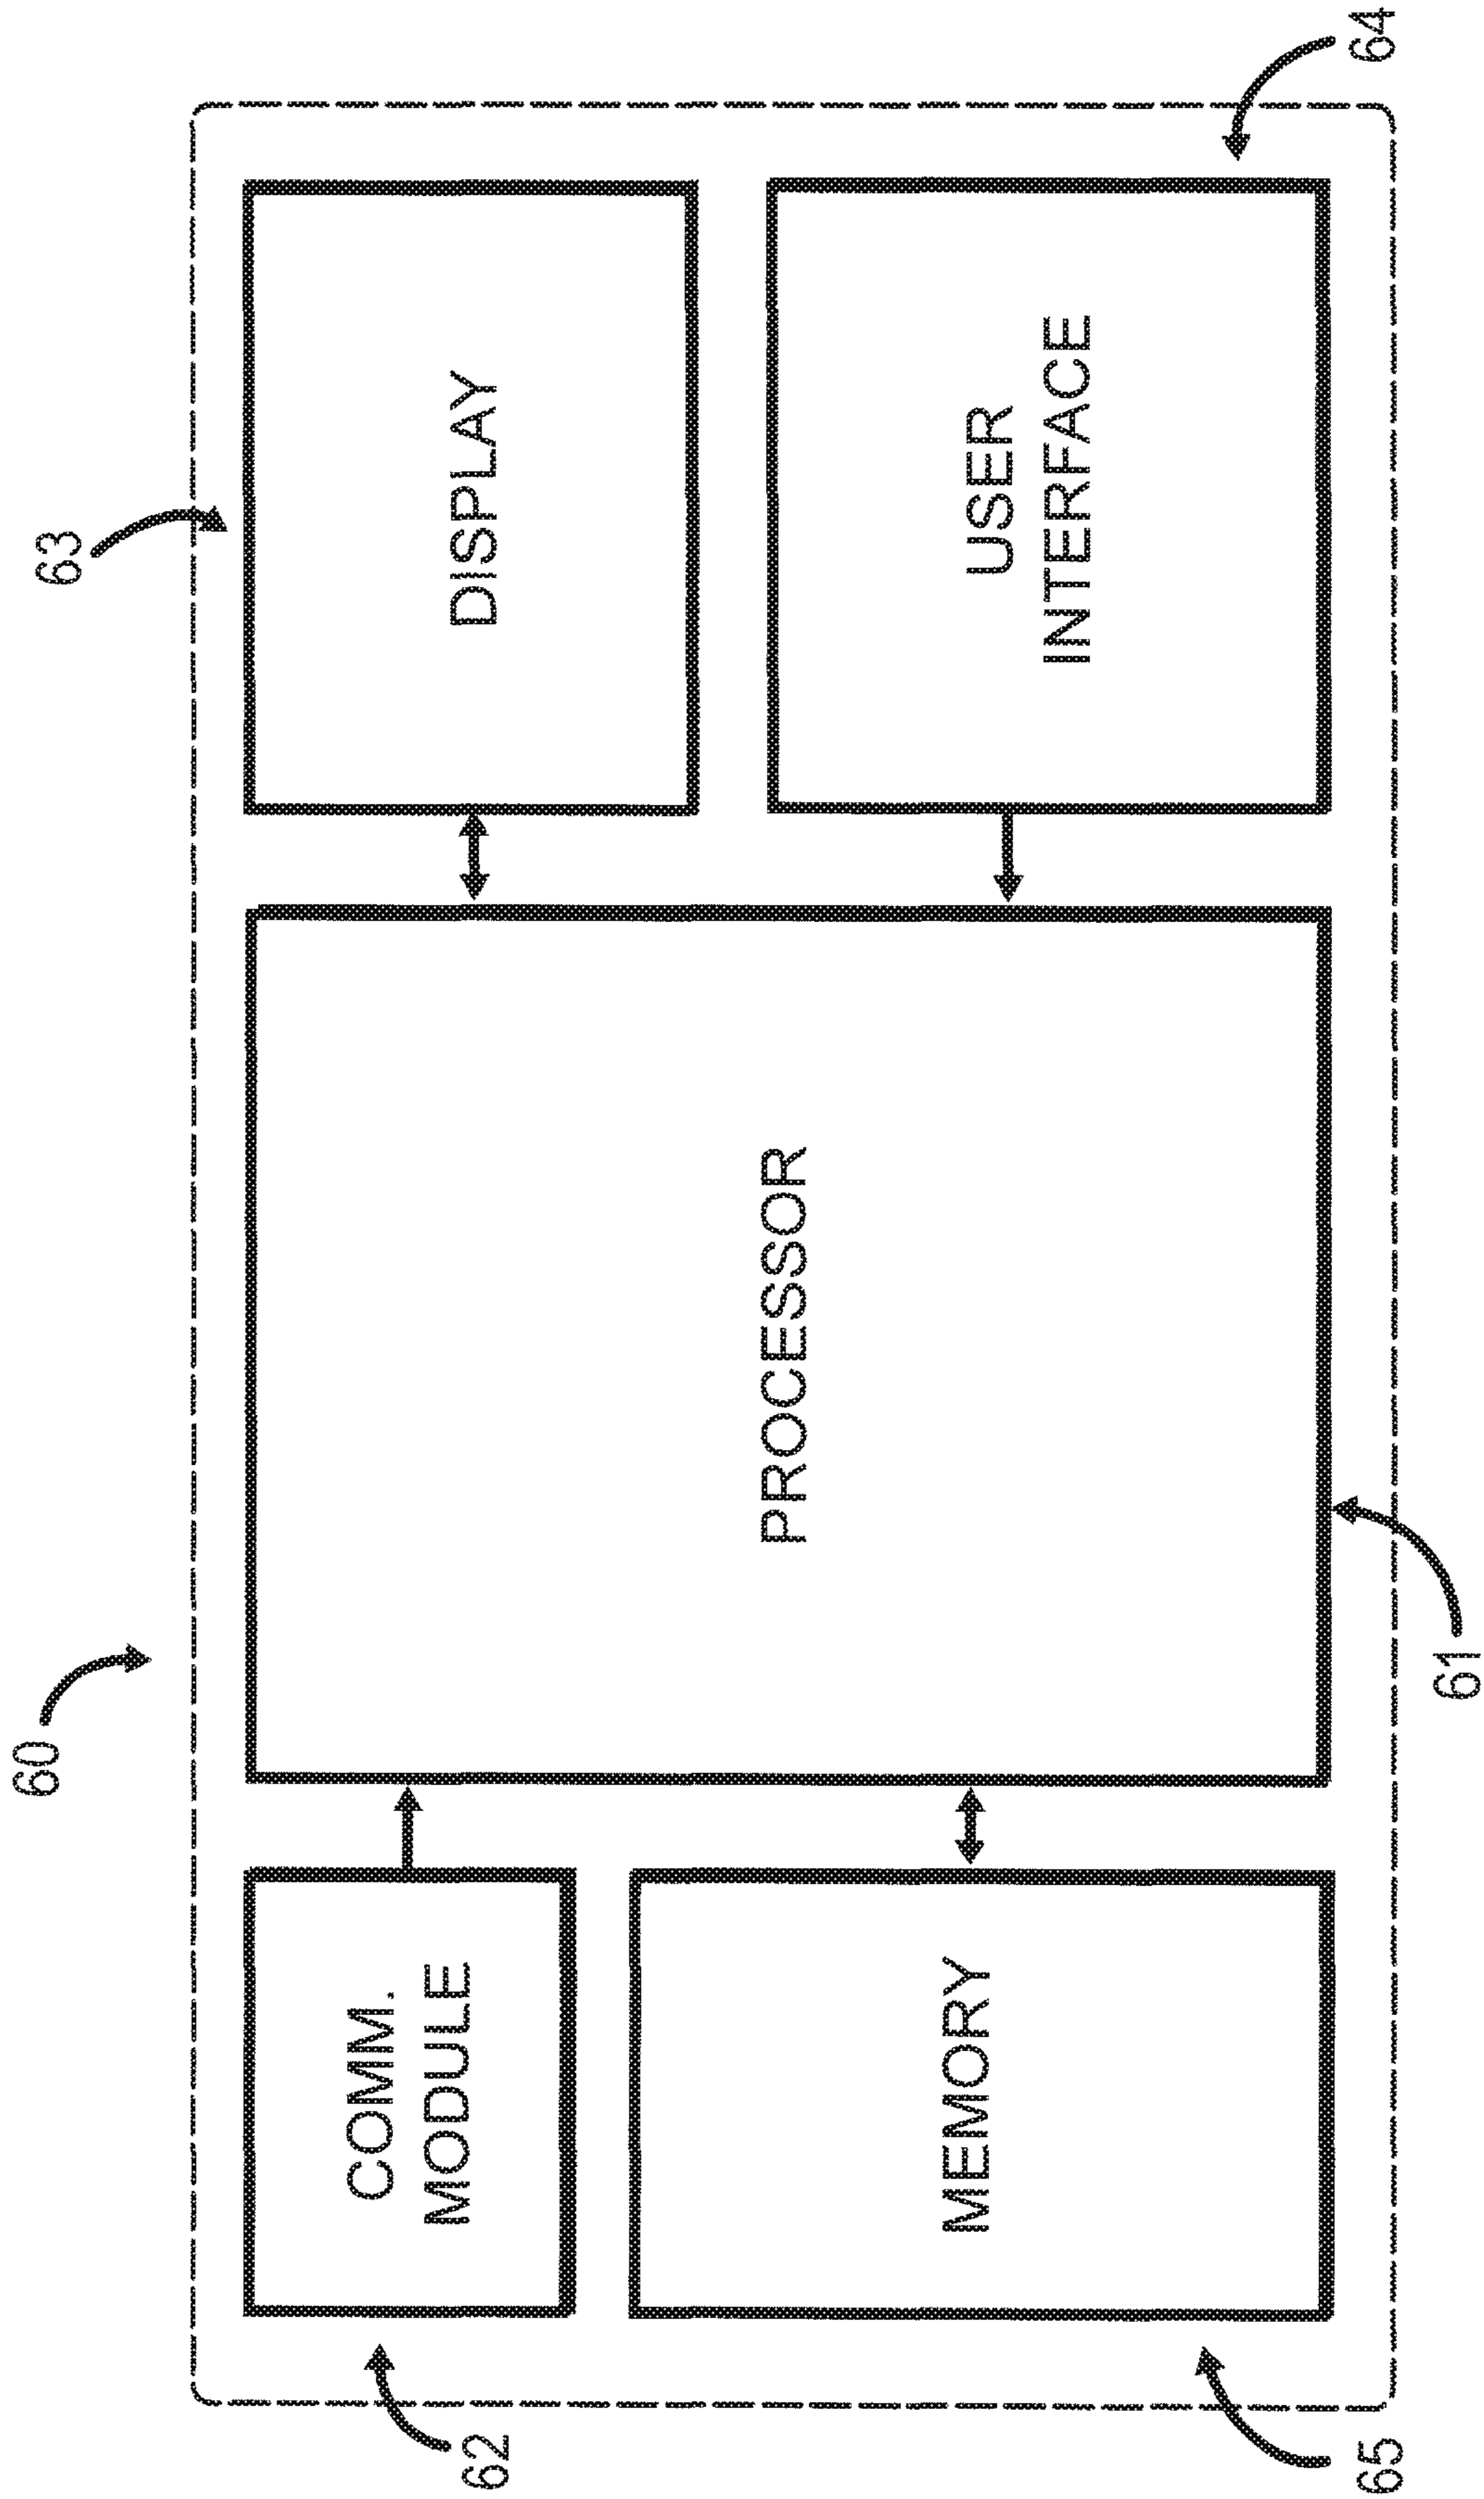 60
63
COMM.
MODULE
PROCESSOR
DISPLAY
MEMORY
USER
INTERFACE
62
65
61
64